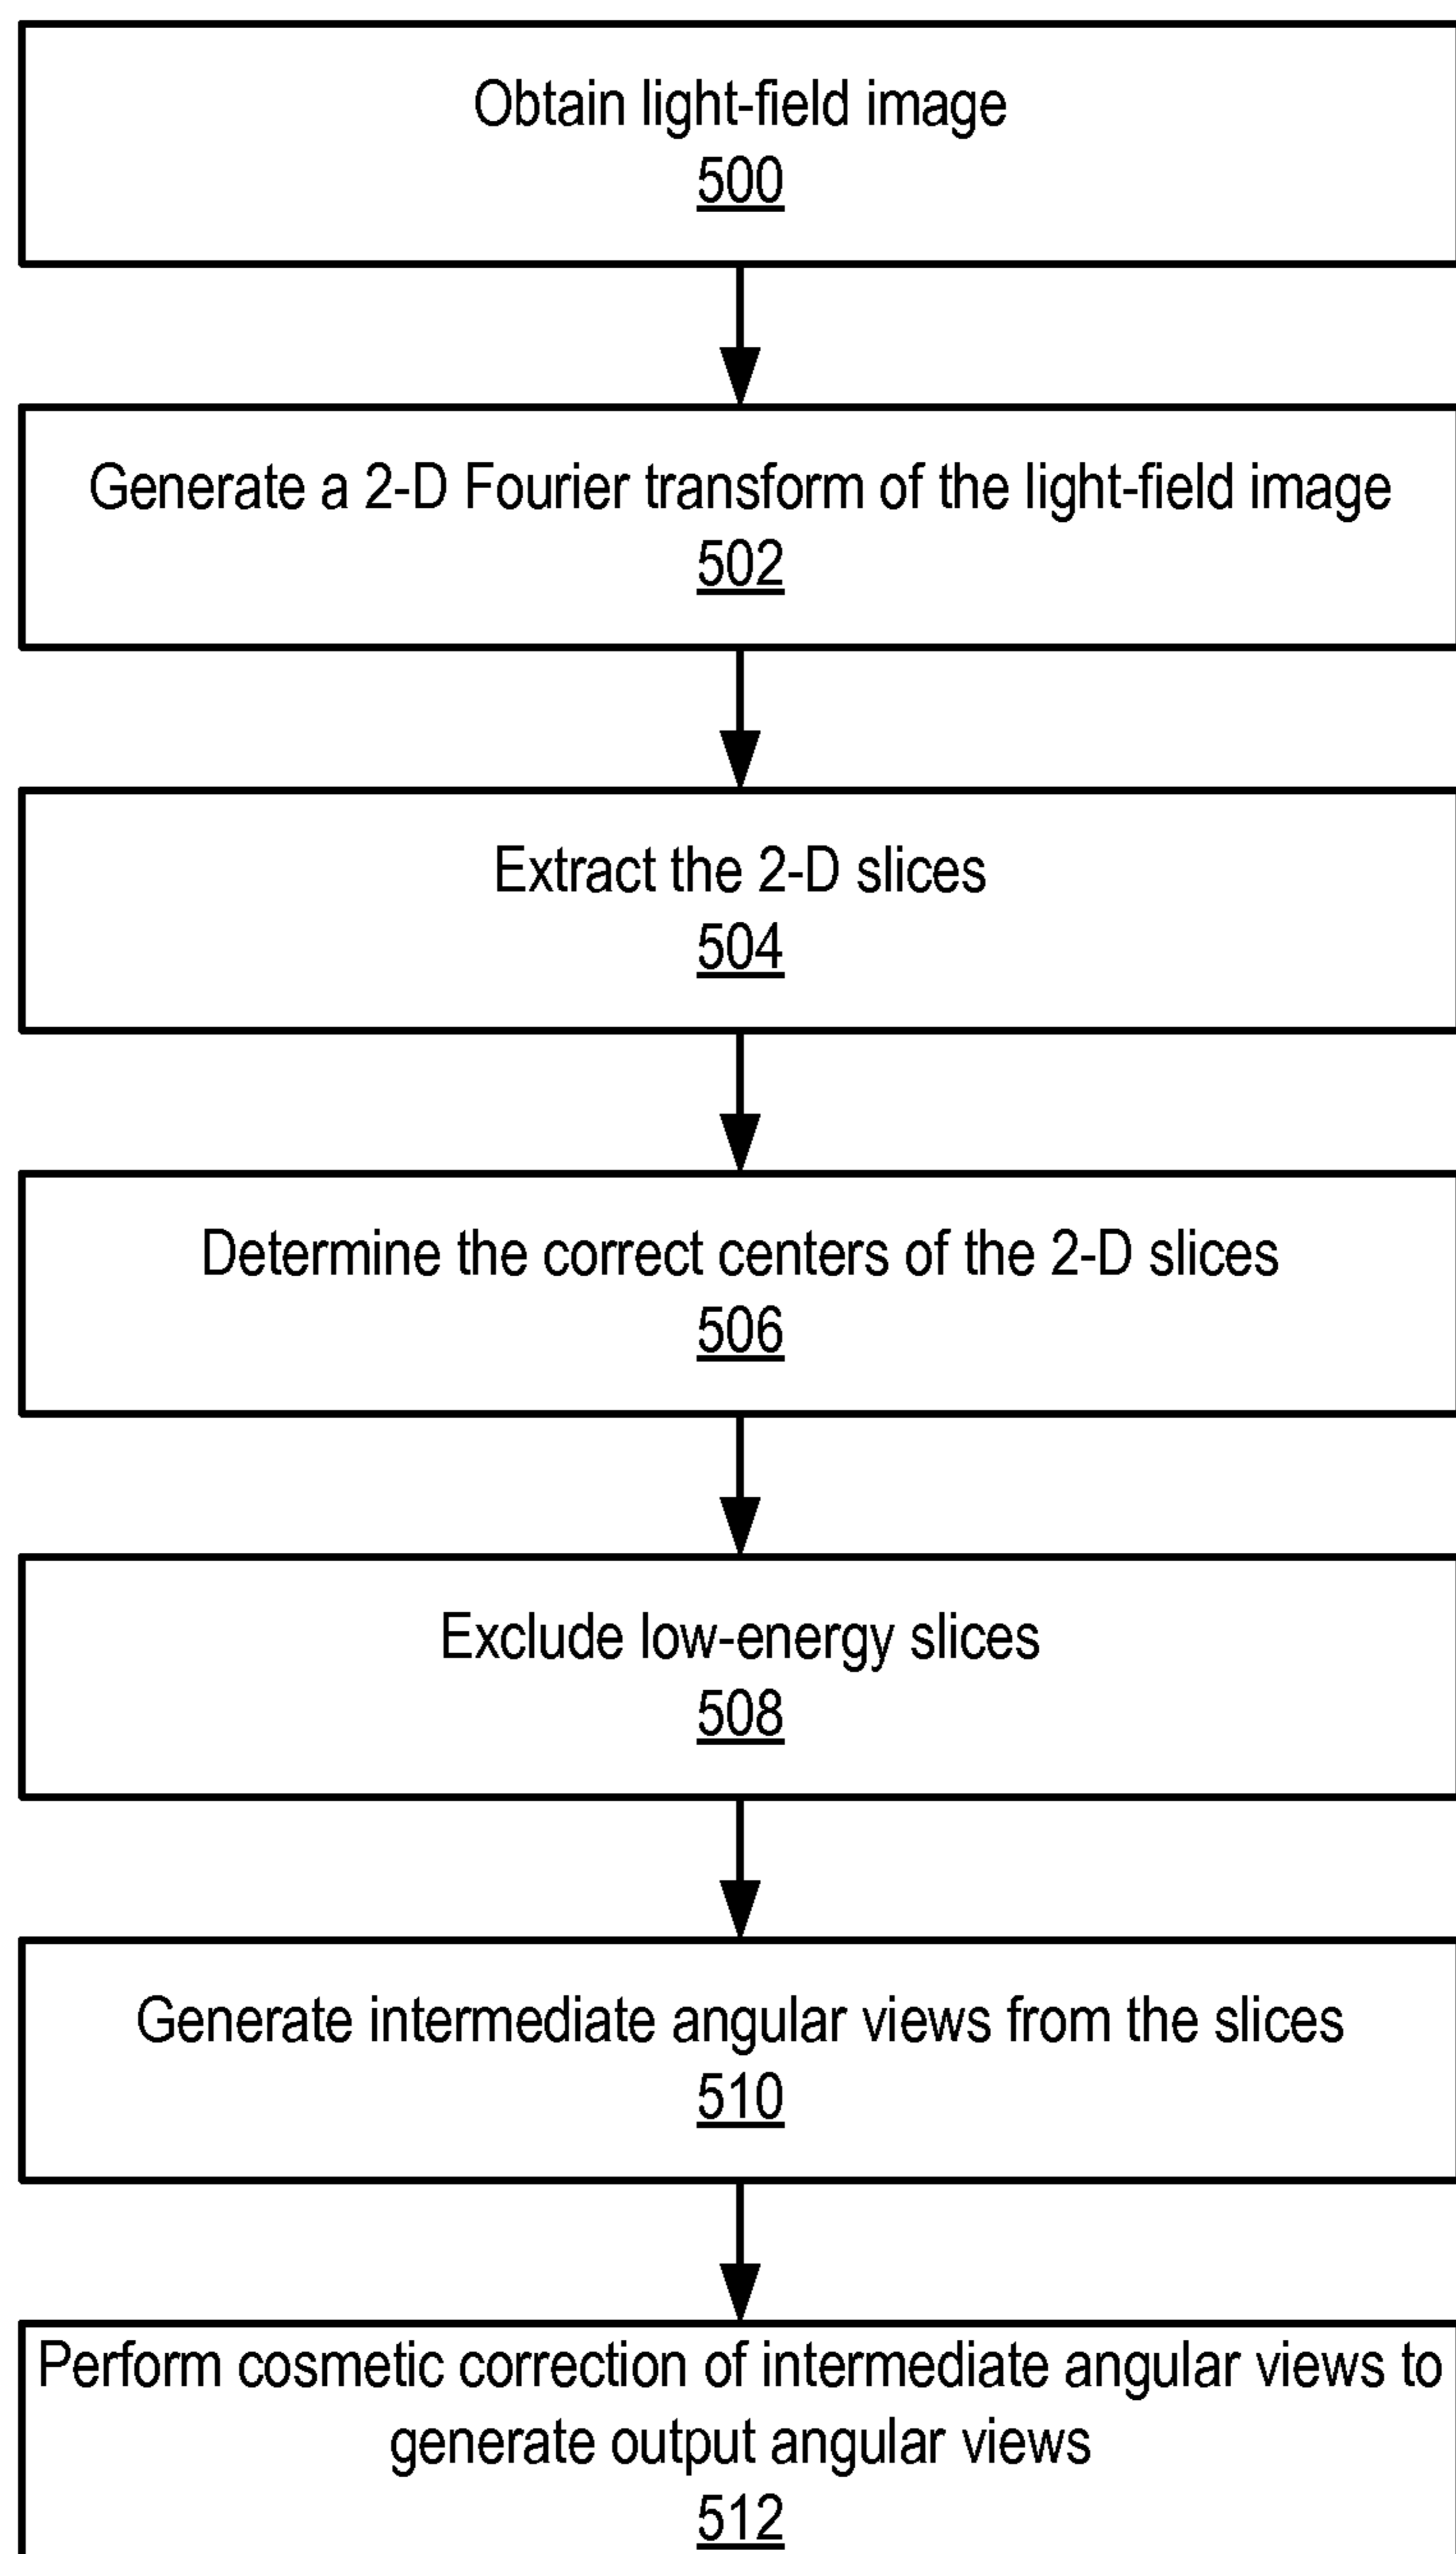 Obtain light-field image
500
Generate a 2-D Fourier transform of the light-field image
502
Extract the 2-D slices
504
Determine the correct centers of the 2-D slices
506
Exclude low-energy slices
508
Generate intermediate angular views from the slices
510
Perform cosmetic correction of intermediate angular views to
generate output angular views
512